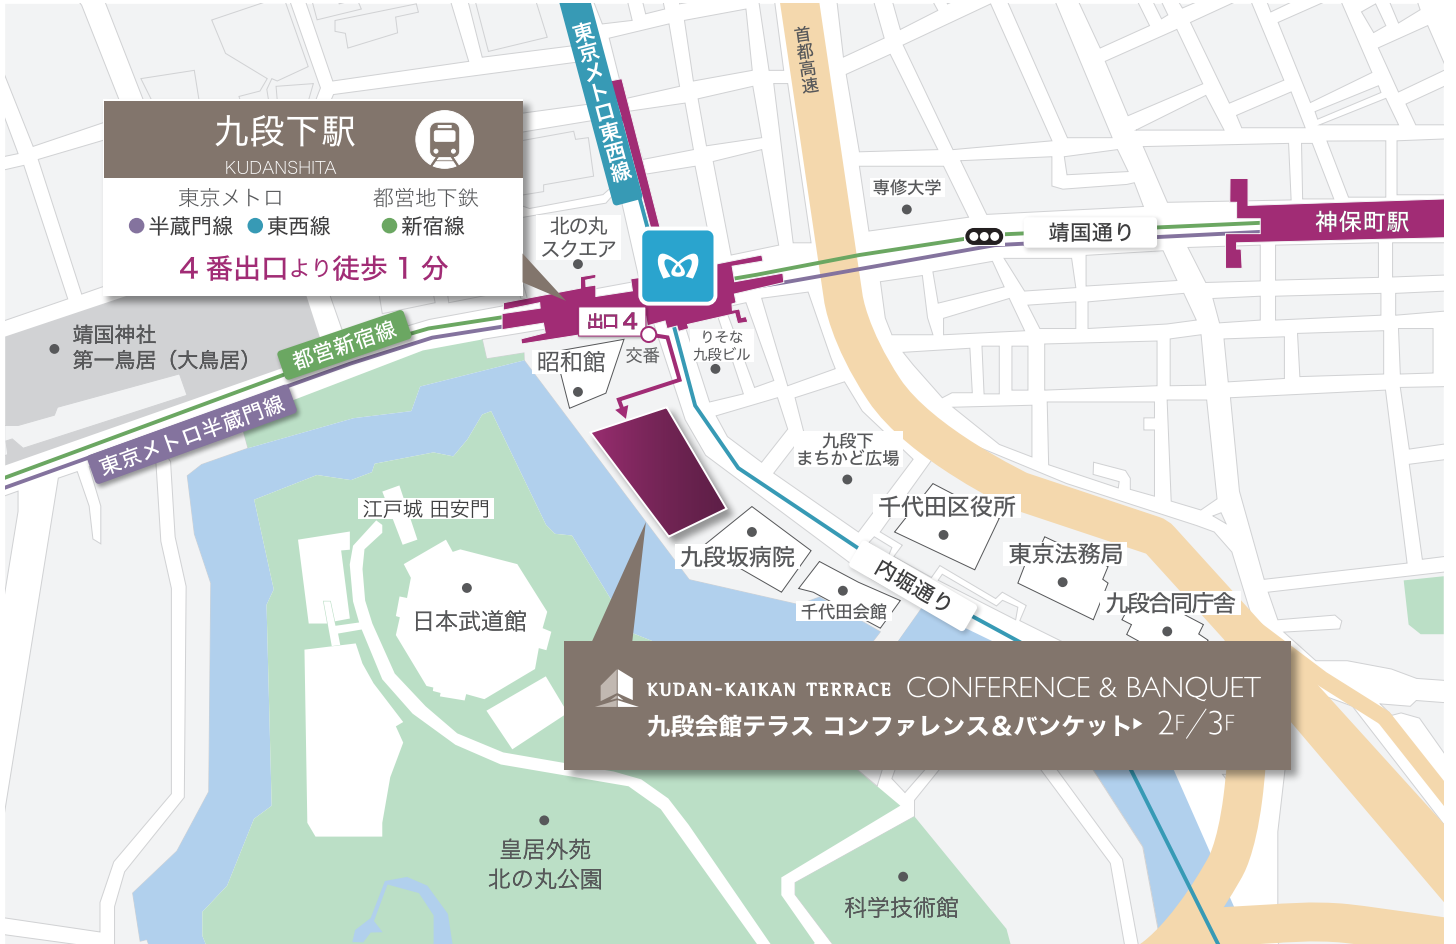 首都高速
東京メトロ東西線
九段下駅
KUDANSHITA
東京メトロ
都営地下鉄
半蔵門線
東西線
新宿線
4番出口より徒歩1分
北の丸
スクエア
専修大学
靖国通り
神保町駅
出口4
交番
りそな
九段ビル
昭和館
靖国神社
第一鳥居（大鳥居）
都営新宿線
東京メトロ半蔵門線
九段下
まちかど広場
江戸城 田安門
千代田区役所
九段坂病院
東京法務局
内堀通り
千代田会館
九段合同庁舎
日本武道館
KUDAN-KAIKAN TERRACE CONFERENCE & BANQUET
九段会館テラス コンファレンス&バンケット 2F/3F
皇居外苑
北の丸公園
科学技術館